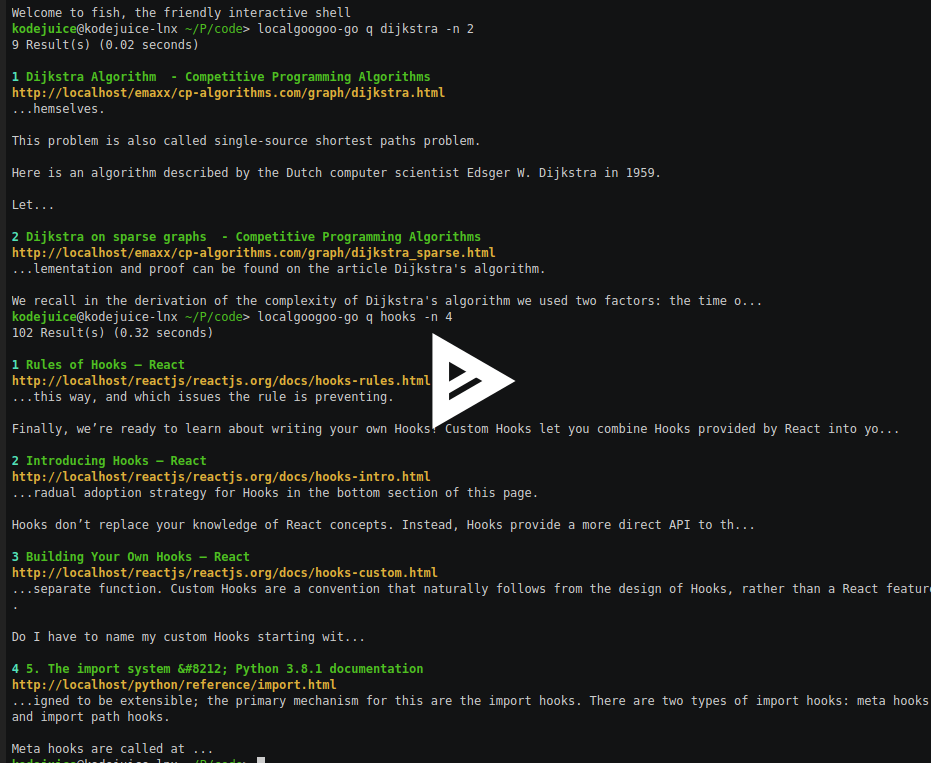 Welcome to fish, the friendly interactive shell
kodejuice@kodejuice-lnx ~/P/code> localgoogoo-go q dijkstra -n 2
9 Result(s) (0.02 seconds)
1 Dijkstra Algorithm  - Competitive Programming Algorithms
http://localhost/emaxx/cp-algorithms.com/graph/dijkstra.html
...hemselves.
This problem is also called single-source shortest paths problem.
Here is an algorithm described by the Dutch computer scientist Edsger W. Dijkstra in 1959.
Let...
2 Dijkstra on sparse graphs  - Competitive Programming Algorithms
http://localhost/emaxx/cp-algorithms.com/graph/dijkstra_sparse.html
...lementation and proof can be found on the article Dijkstra's algorithm.
We recall in the derivation of the complexity of Dijkstra's algorithm we used two factors: the time o...
kodejuice@kodejuice-lnx ~/P/code> localgoogoo-go q hooks -n 4
102 Result(s) (0.32 seconds)
1 Rules of Hooks – React
http://localhost/reactjs/reactjs.org/docs/hooks-rules.html
...this way, and which issues the rule is preventing.
Finally, we’re ready to learn about writing your own Hooks! Custom Hooks let you combine Hooks provided by React into yo...
2 Introducing Hooks – React
http://localhost/reactjs/reactjs.org/docs/hooks-intro.html
...radual adoption strategy for Hooks in the bottom section of this page.
Hooks don’t replace your knowledge of React concepts. Instead, Hooks provide a more direct API to th...
3 Building Your Own Hooks – React
http://localhost/reactjs/reactjs.org/docs/hooks-custom.html
...separate function. Custom Hooks are a convention that naturally follows from the design of Hooks, rather than a React feature
.
Do I have to name my custom Hooks starting wit...
4 5. The import system &#8212; Python 3.8.1 documentation
http://localhost/python/reference/import.html
...igned to be extensible; the primary mechanism for this are the import hooks. There are two types of import hooks: meta hooks
and import path hooks.
Meta hooks are called at ...
kodejuice@kodejuice-lnx ~/P/code>